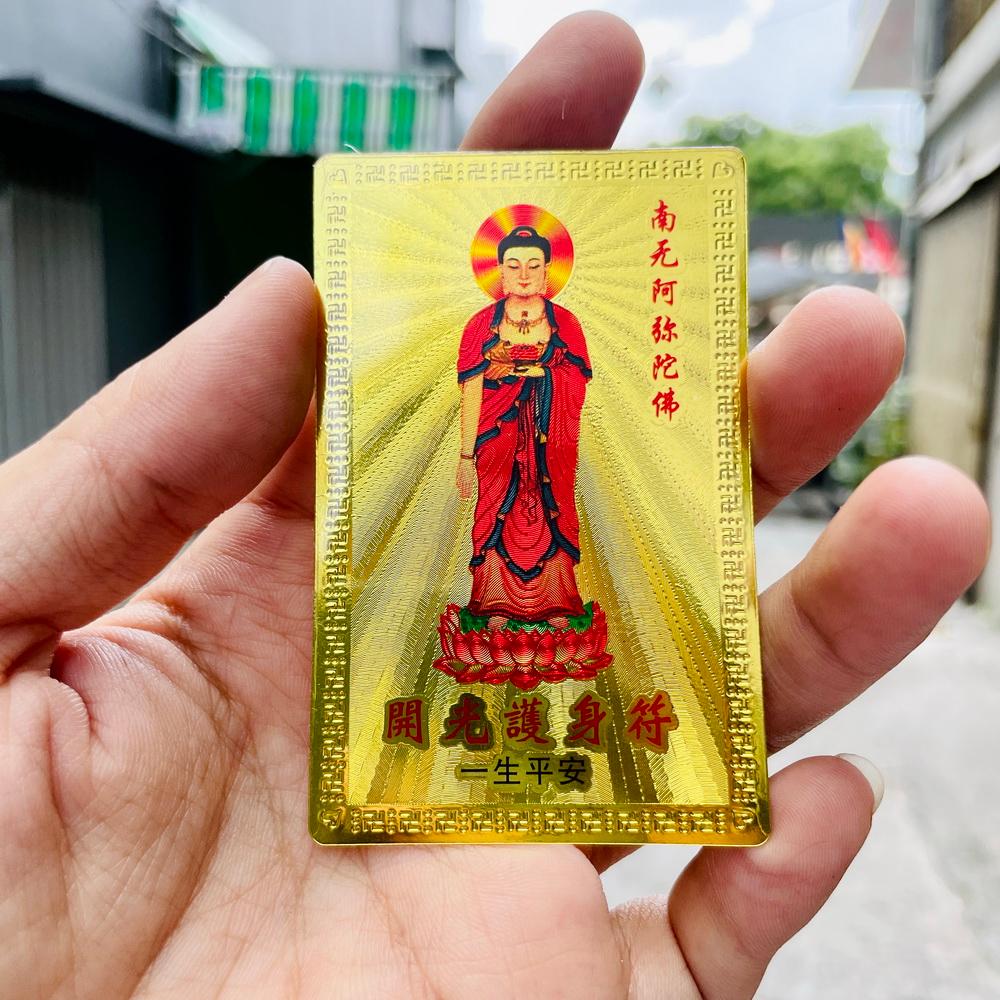 南无阿弥陀佛
開光護身符
一生平安